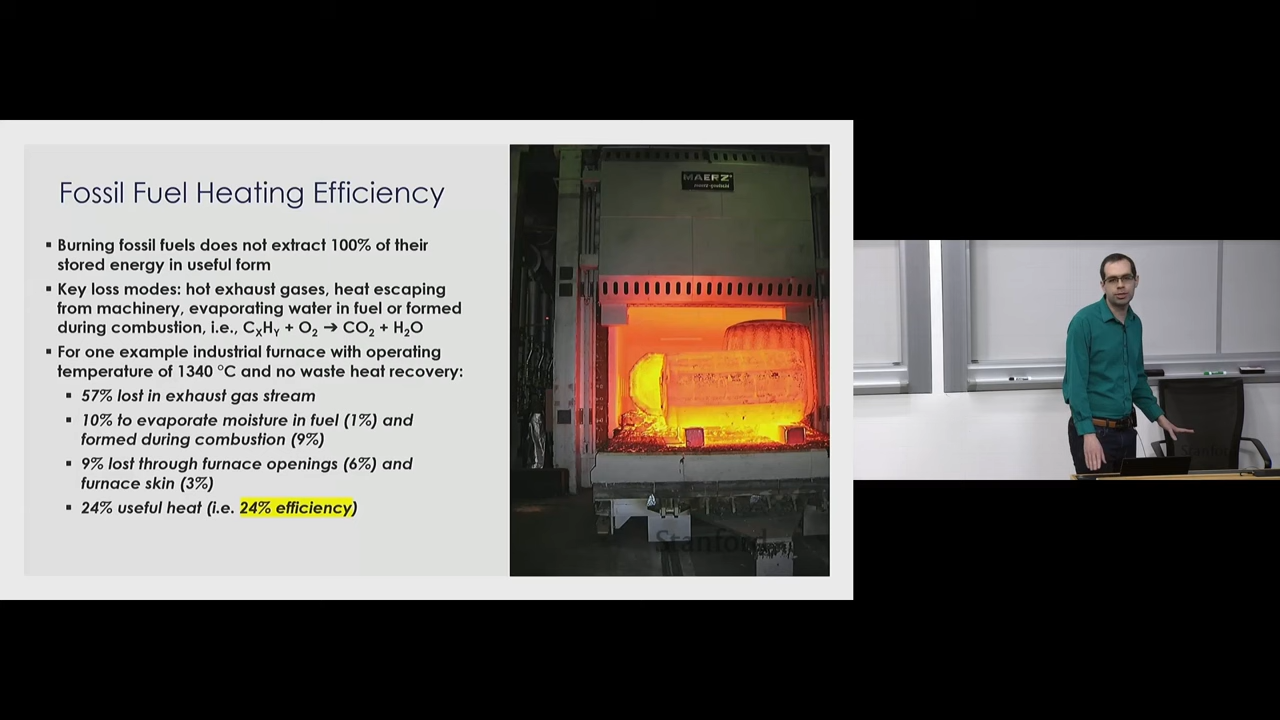 Fossil Fuel Heating Efficiency
▪ Burning fossil fuels does not extract 100% of their
stored energy in useful form
▪ Key loss modes: hot exhaust gases, heat escaping
from machinery, evaporating water in fuel or formed
during combustion, i.e., CXHY + O2 → CO2 + H2O
▪ For one example industrial furnace with operating
temperature of 1340 °C and no waste heat recovery:
▪ 57% lost in exhaust gas stream
▪ 10% to evaporate moisture in fuel (1%) and
formed during combustion (9%)
▪ 9% lost through furnace openings (6%) and
furnace skin (3%)
▪ 24% useful heat (i.e. 24% efficiency)
MAERZ
Stanford
Stanford